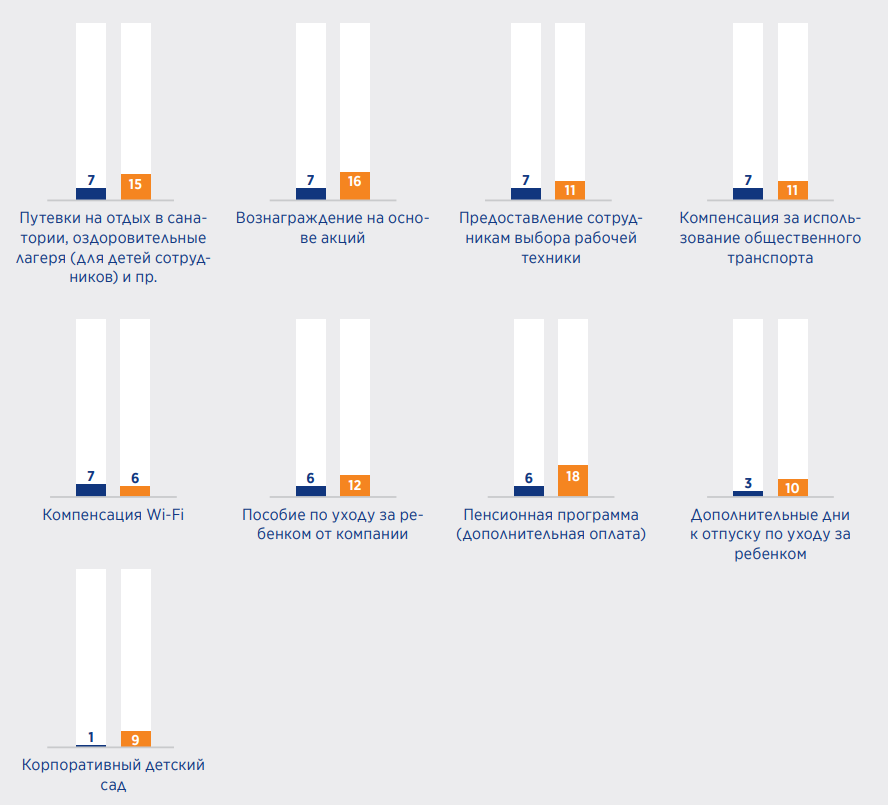 7 15
7 16
7 11
7 11
Путевки на отдых в сана-
тории, оздоровительные
лагеря (для детей сотруд-
ников) и пр.
Вознаграждение на осно-
ве акций
Предоставление сотруд-
никам выбора рабочей
техники
Компенсация за исполь-
зование общественного
транспорта
7 6
6 12
6 18
3 10
Компенсация Wi-Fi
Пособие по уходу за ре-
бенком от компании
Пенсионная программа
(дополнительная оплата)
Дополнительные дни
к отпуску по уходу за
ребенком
1 9
Корпоративный детский
сад